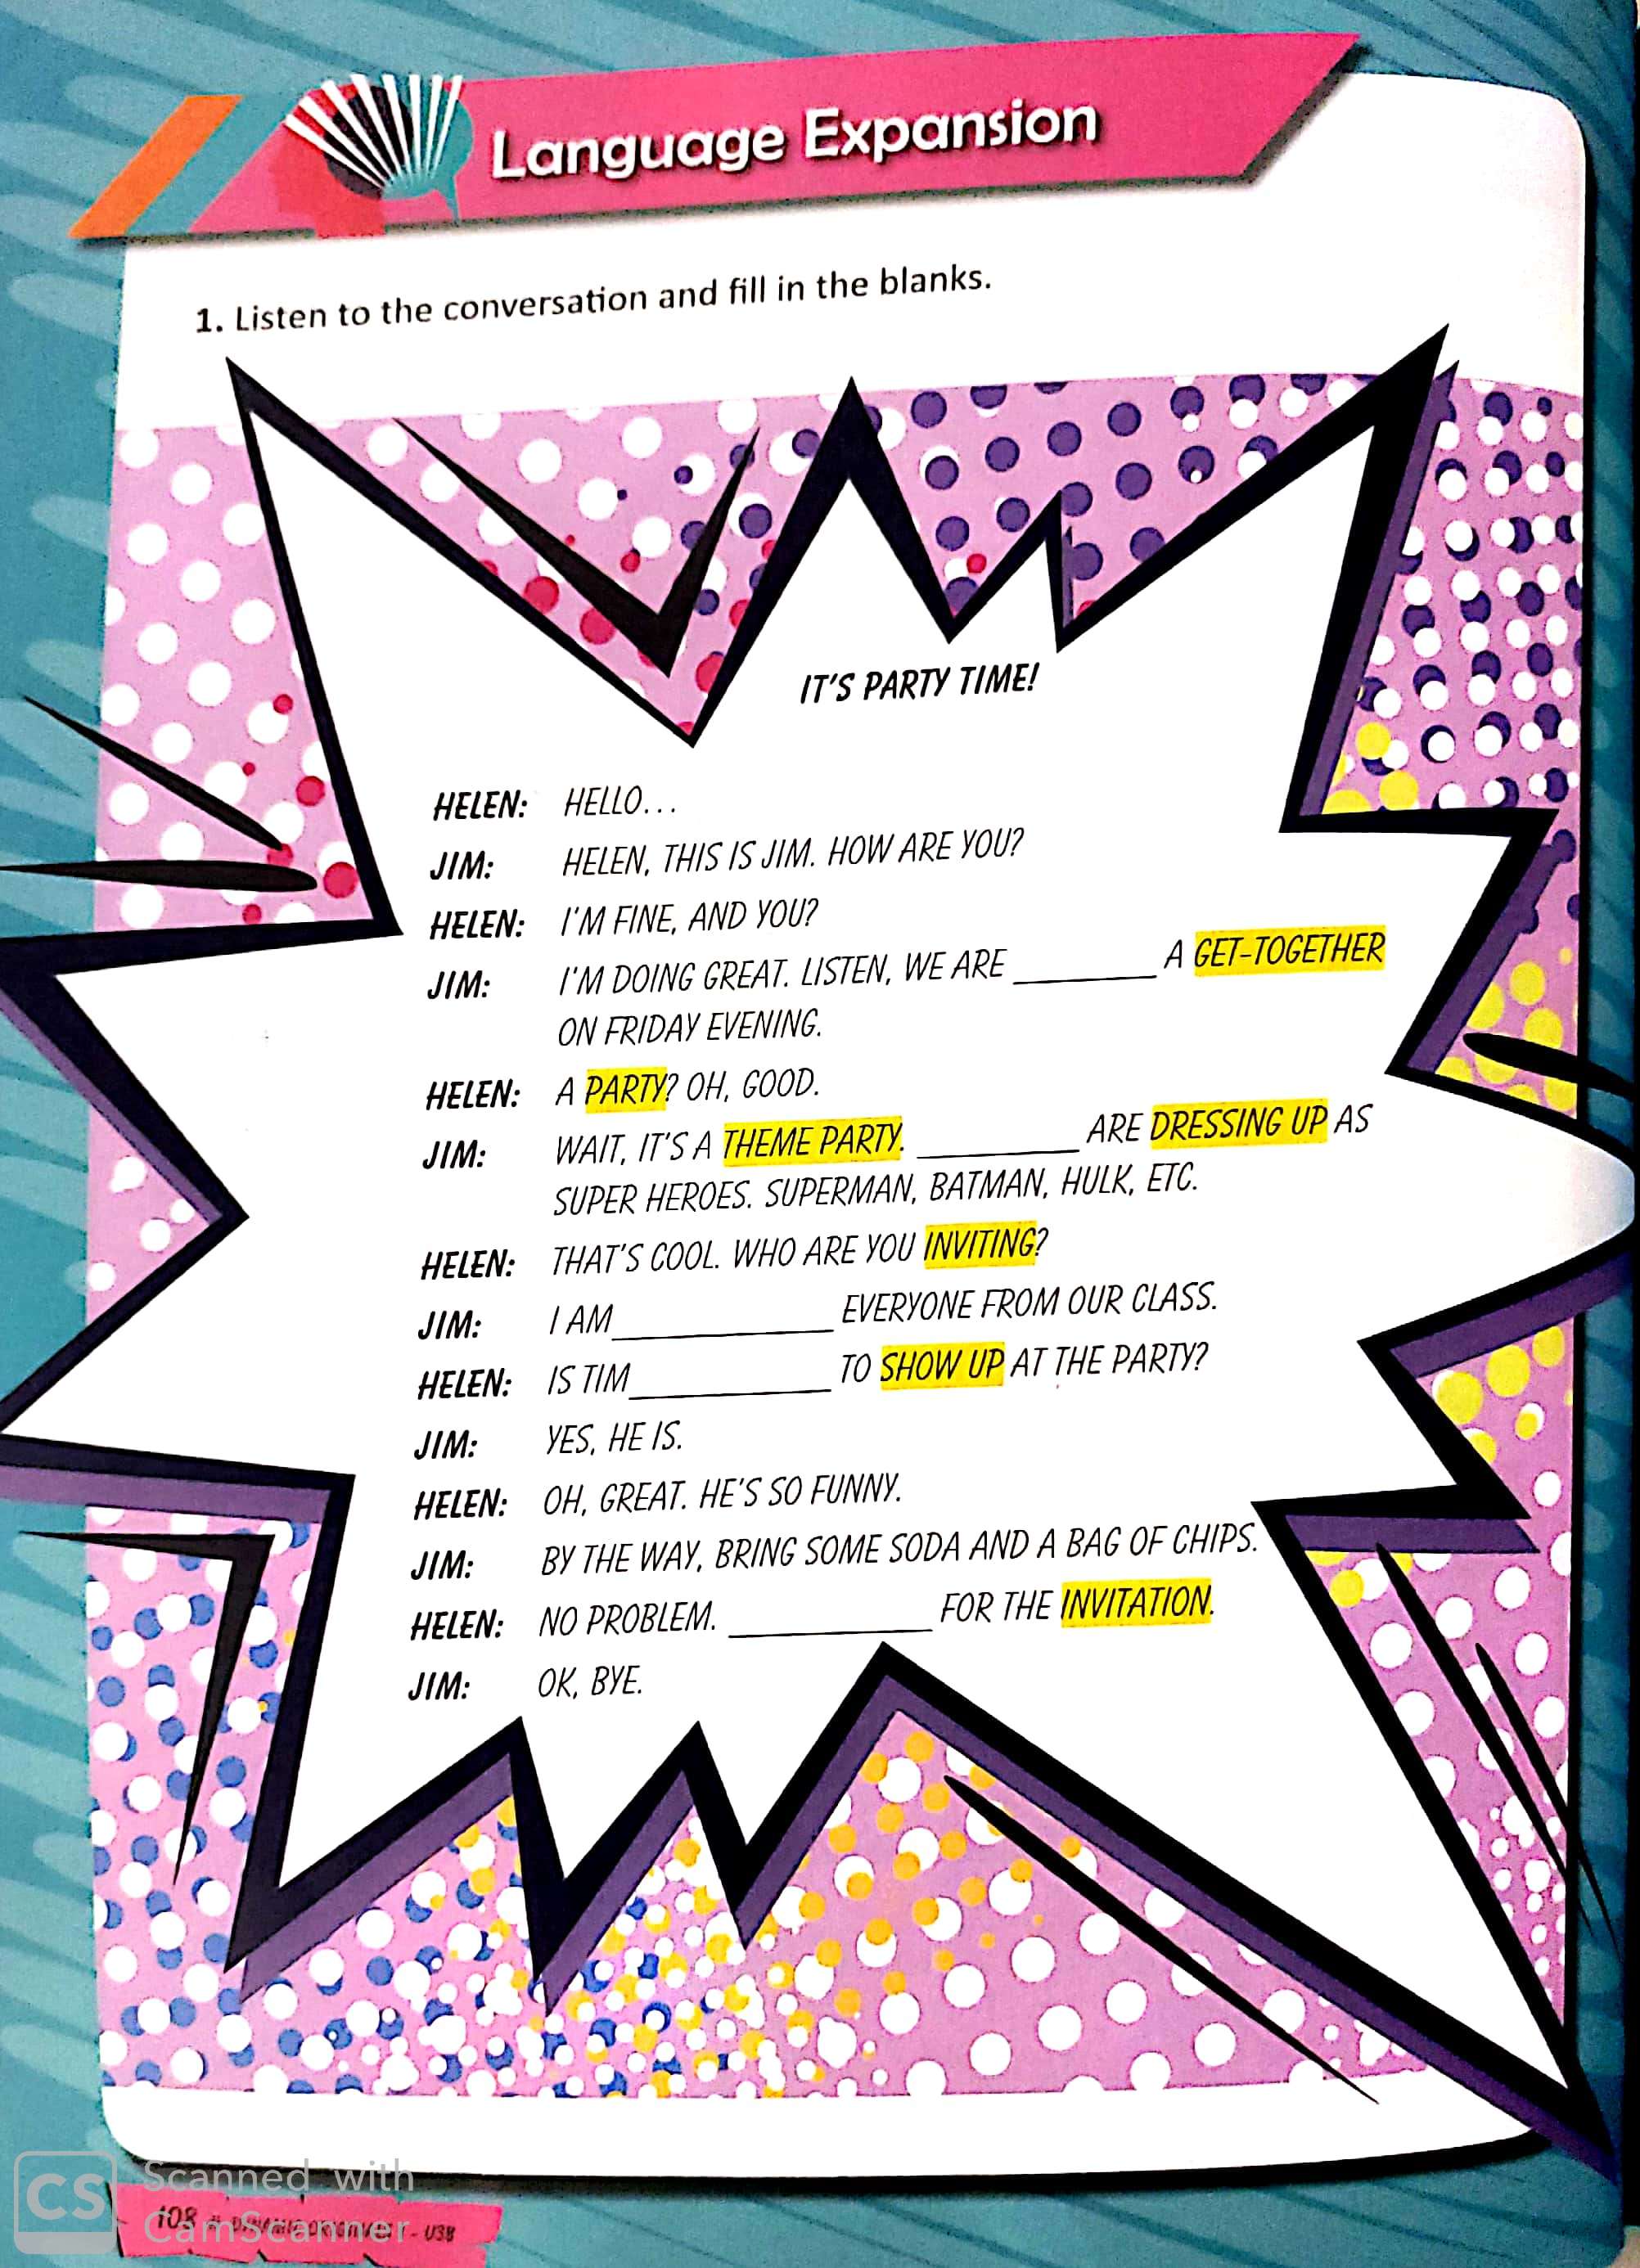 Language Expansion
1. Listen to the conversation and fill in the blanks.
IT'S PARTY TIME!
HELEN: HELLO...
JIM: HELEN, THIS IS JIM. HOW ARE YOU?
HELEN: I'M FINE, AND YOU?
JIM: I'M DOING GREAT. LISTEN, WE ARE ________ A GET-TOGETHER
ON FRIDAY EVENING.
HELEN: A PARTY? OH, GOOD.
JIM: WAIT, IT'S A THEME PARTY. ________ ARE DRESSING UP AS
SUPER HEROES. SUPERMAN, BATMAN, HULK, ETC.
HELEN: THAT'S COOL. WHO ARE YOU INVITING?
JIM: I AM ________ EVERYONE FROM OUR CLASS.
HELEN: IS TIM ________ TO SHOW UP AT THE PARTY?
JIM: YES, HE IS.
HELEN: OH, GREAT. HE'S SO FUNNY.
JIM: BY THE WAY, BRING SOME SODA AND A BAG OF CHIPS.
HELEN: NO PROBLEM. ________ FOR THE INVITATION.
JIM: OK, BYE.
CS Scanned with
CamScanner
108 - U3B